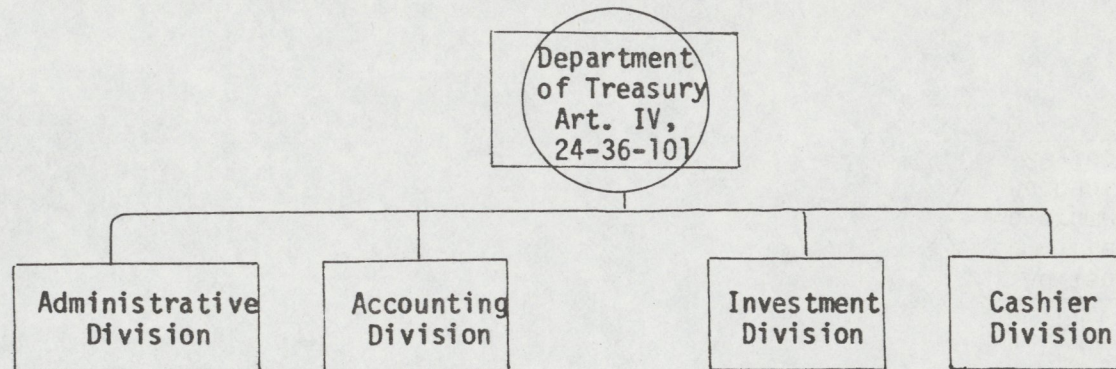 Department
of Treasury
Art. IV,
24-36-101
Administrative
Division
Accounting
Division
Investment
Division
Cashier
Division